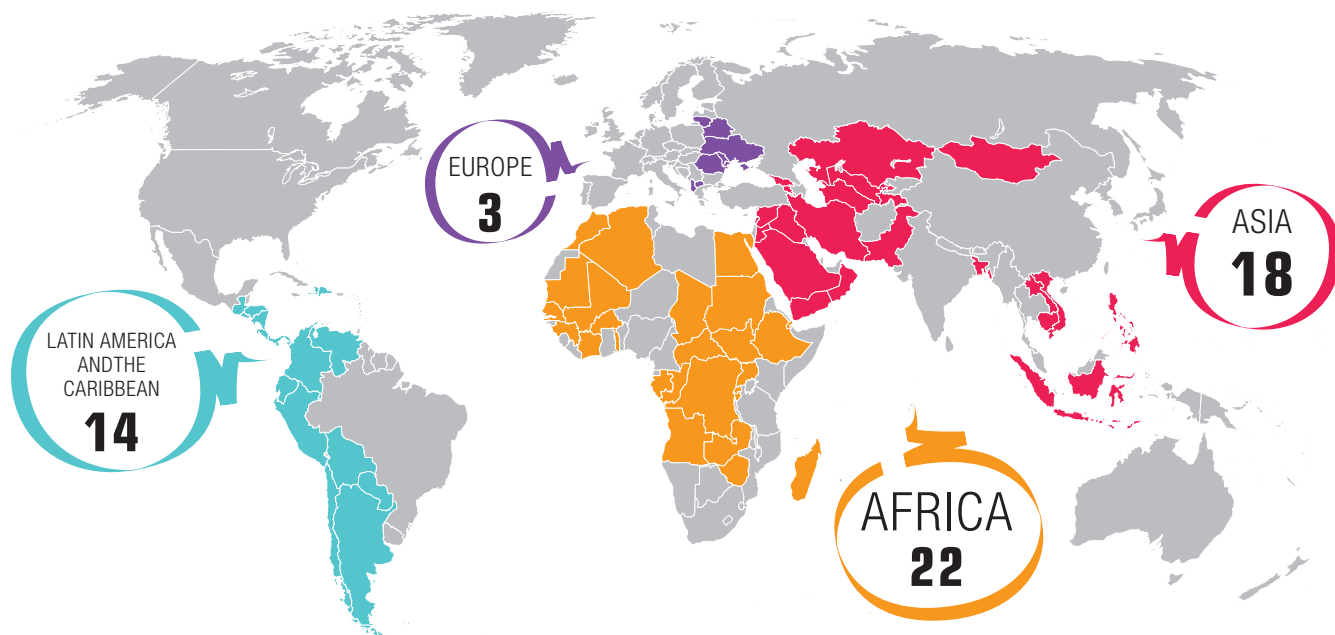 EUROPE
3
ASIA
18
LATIN AMERICA
ANDTHE
CARIBBEAN
14
AFRICA
22